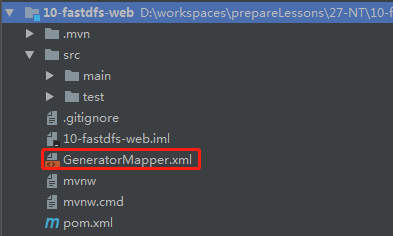 10-fastdfs-web D:\workspaces\prepareLessons\27-NT\10-f
.mvn
src
main
test
.gitignore
10-fastdfs-web.iml
GeneratorMapper.xml
mvnw
mvnw.cmd
pom.xml